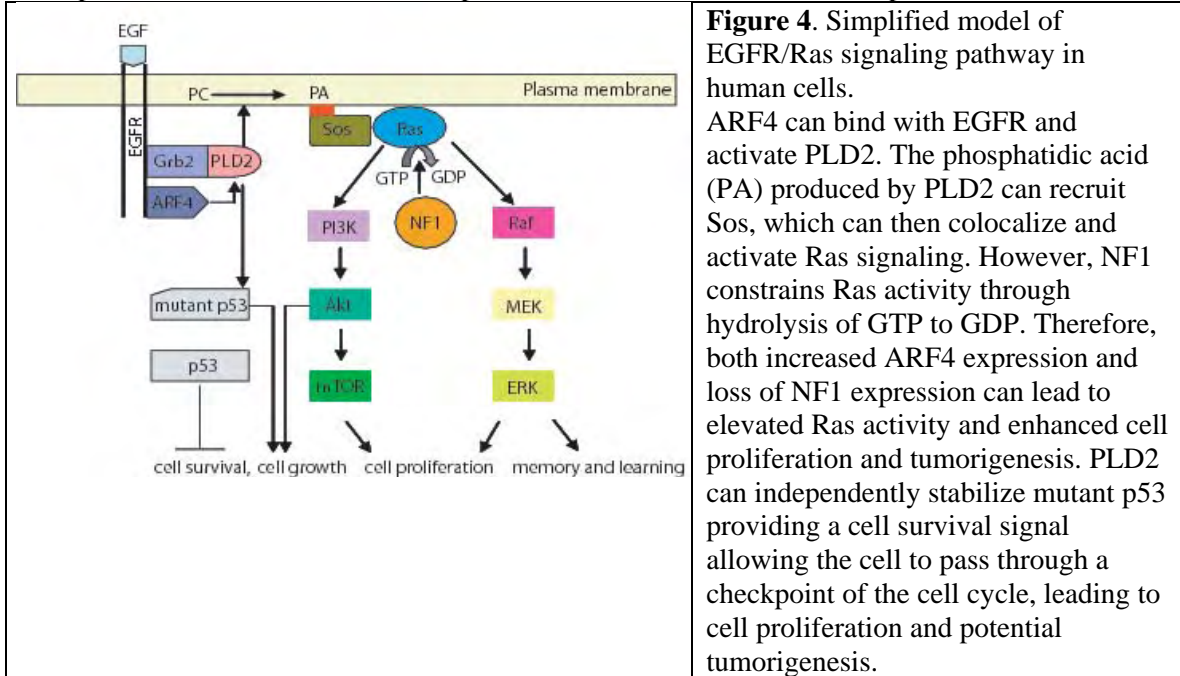 EGF
Plasma membrane
PC
PA
EGFR
Sos
Ras
Grb2
PLD2
GTP
GDP
ARF4
PI3K
NF1
Raf
mutant p53
Akt
MEK
p53
mTOR
ERK
cell survival, cell growth
cell proliferation
memory and learning
Figure 4. Simplified model of
EGFR/Ras signaling pathway in
human cells.
ARF4 can bind with EGFR and
activate PLD2. The phosphatidic acid
(PA) produced by PLD2 can recruit
Sos, which can then colocalize and
activate Ras signaling. However, NF1
constrains Ras activity through
hydrolysis of GTP to GDP. Therefore,
both increased ARF4 expression and
loss of NF1 expression can lead to
elevated Ras activity and enhanced cell
proliferation and tumorigenesis. PLD2
can independently stabilize mutant p53
providing a cell survival signal
allowing the cell to pass through a
checkpoint of the cell cycle, leading to
cell proliferation and potential
tumorigenesis.